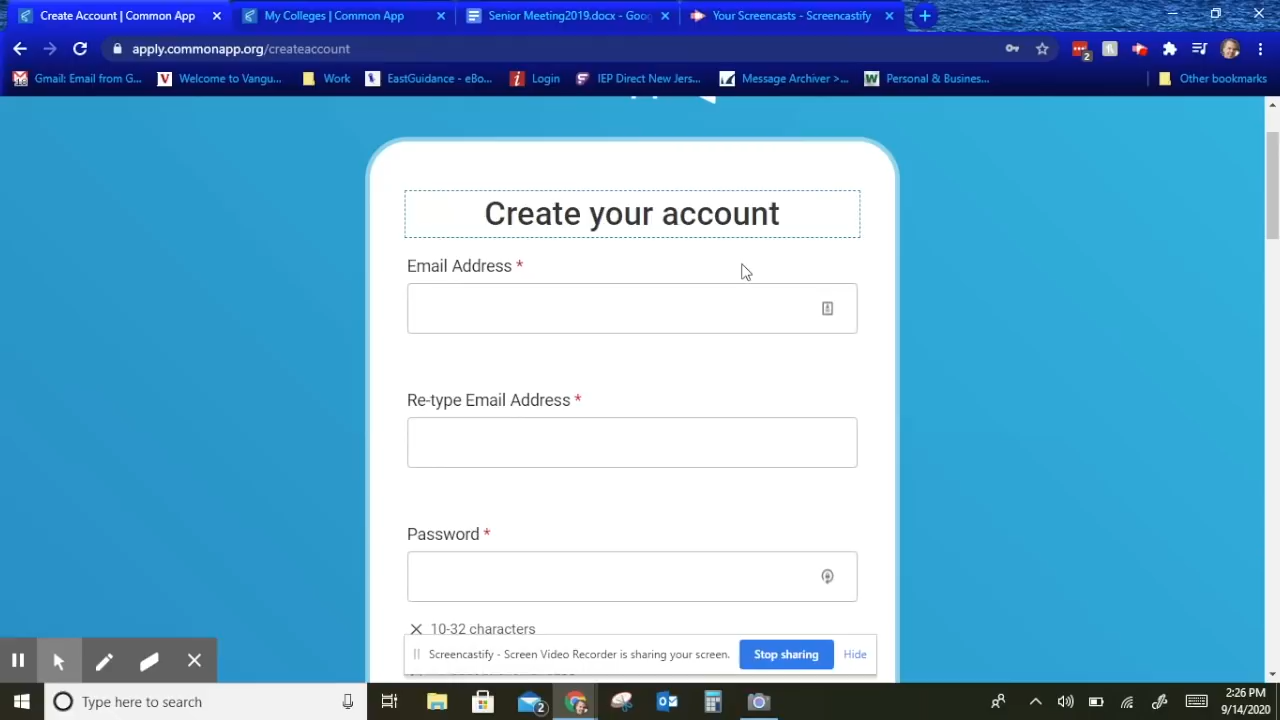 Create Account | Common App
My Colleges | Common App
Senior Meeting2019.docx - Goo
Your Screencasts - Screencastify
apply.commonapp.org/createaccount
Gmail: Email from G...
Welcome to Vangu...
Work
EastGuidance - eBo...
Login
IEP Direct New Jers...
Message Archiver >...
Personal & Busines...
Other bookmarks
Create your account
Email Address *
Re-type Email Address *
Password *
10-32 characters
Screencastify - Screen Video Recorder is sharing your screen.
Stop sharing
Hide
Type here to search
2
2
2:26 PM
9/14/2020